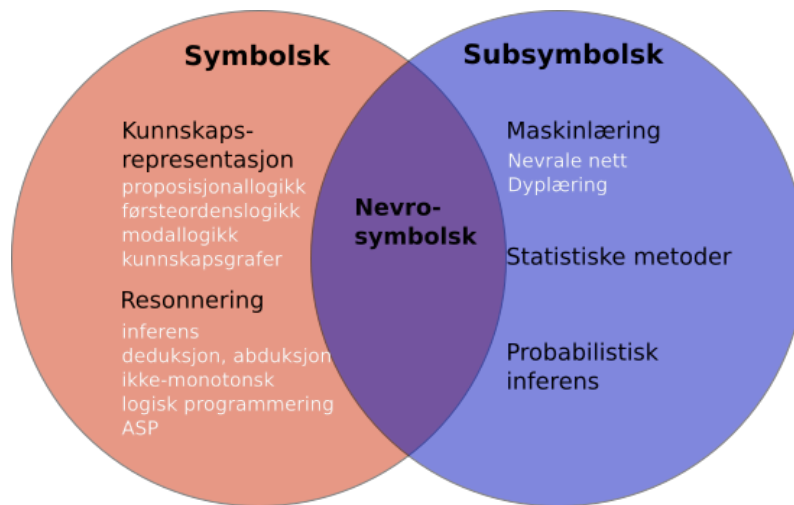 Symbolsk
Kunnskaps-
representasjon
proposisjonallogikk
førsteordenslogikk
modallogikk
kunnskapsgrafer
Resonnering
inferens
deduksjon, abduksjon
ikke-monotonsk
logisk programmering
ASP
Nevro-
symbolsk
Subsymbolsk
Maskinlæring
Nevrale nett
Dyplæring
Statistiske metoder
Probabilistisk
inferens